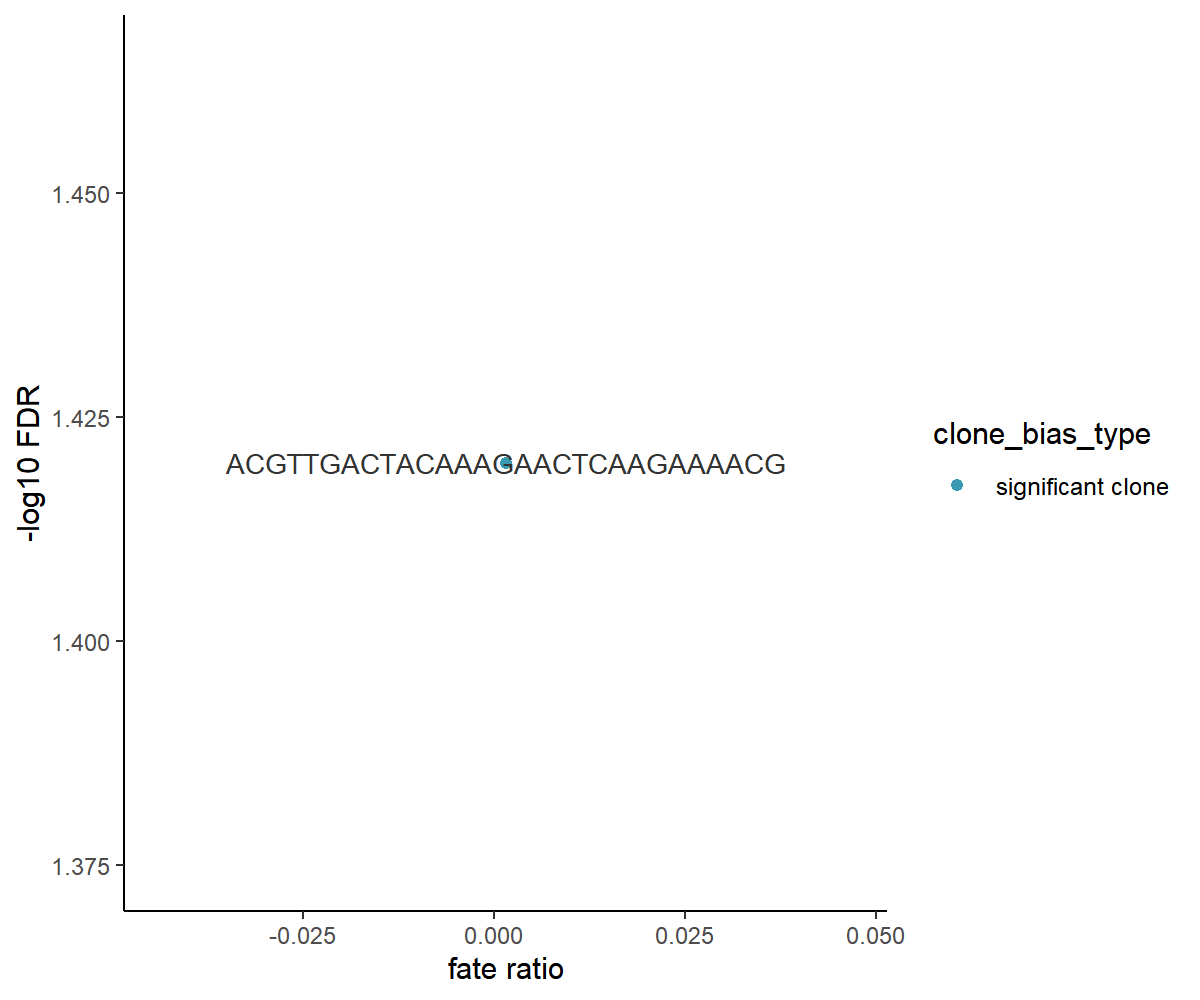 -log10 FDR
1.450
1.425
1.400
1.375
ACGTTGACTACAAAGAACTCAAGAAAACG
-0.025
0.000
0.025
0.050
fate ratio
clone_bias_type
significant clone